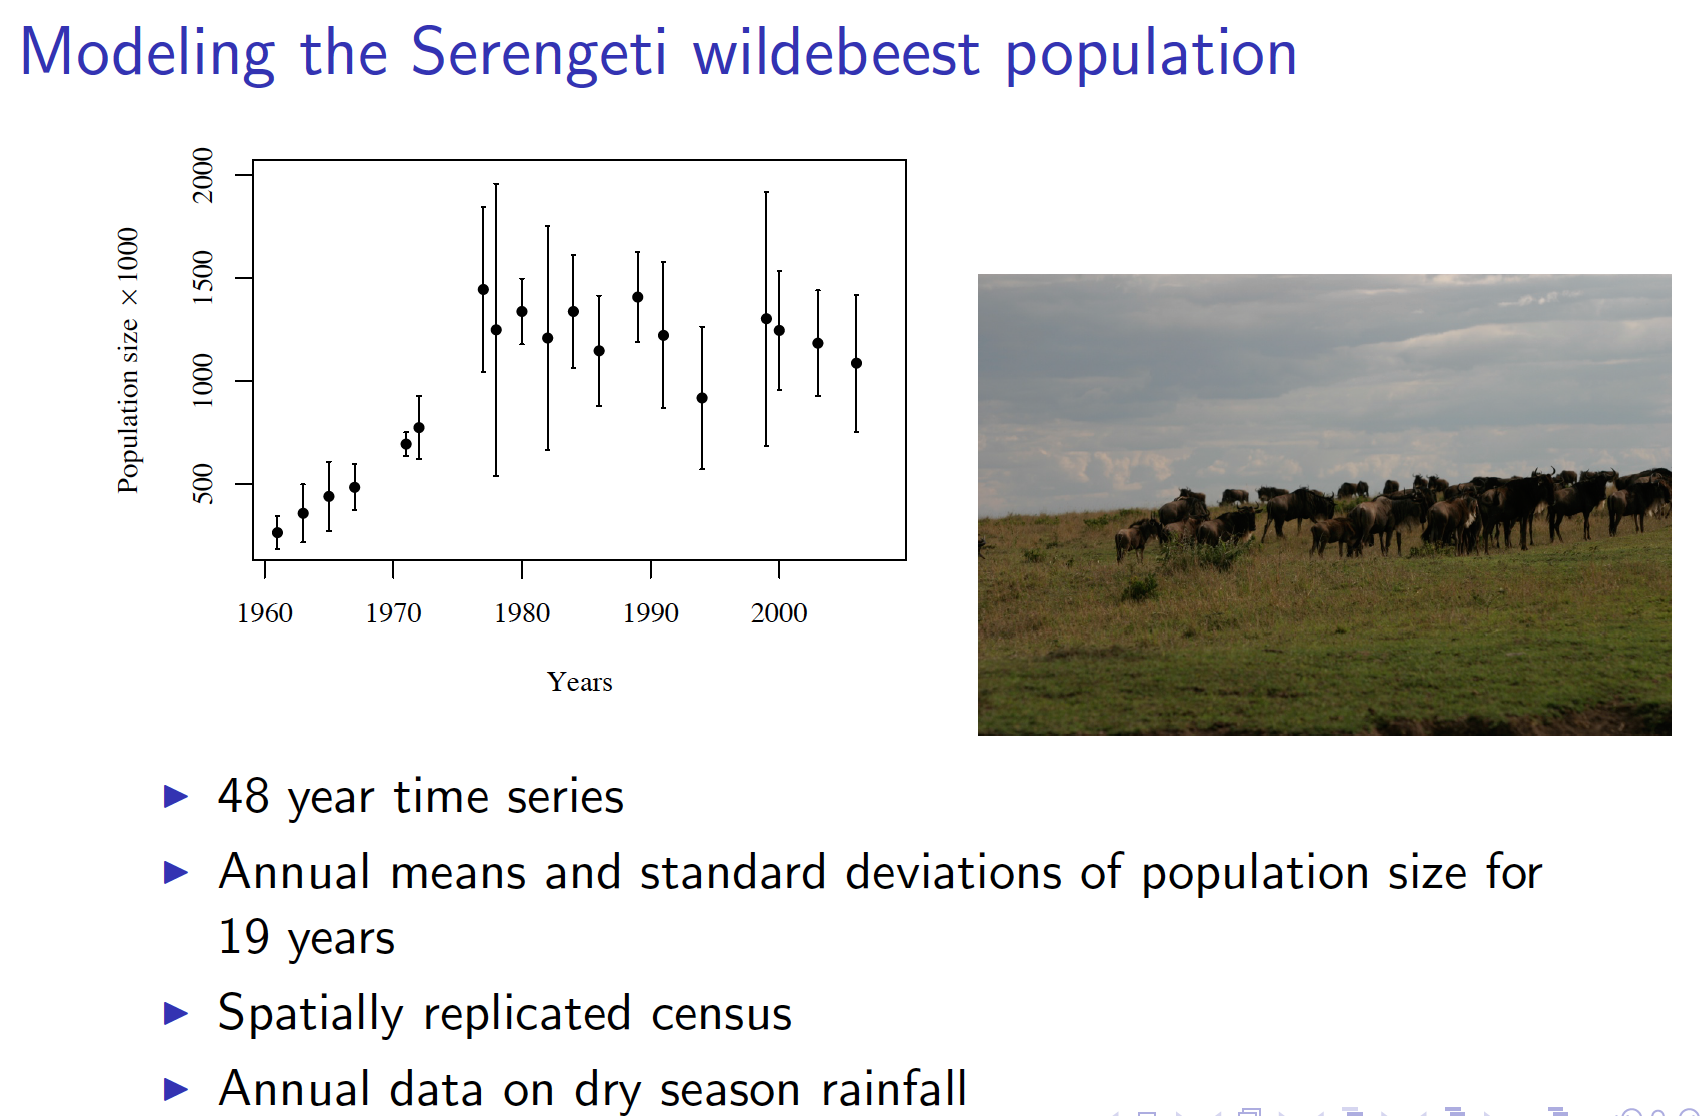 Modeling the Serengeti wildebeest population
Population size ×1000
2000
1500
1000
500
1960 1970 1980 1990 2000
Years
48 year time series
Annual means and standard deviations of population size for
19 years
Spatially replicated census
Annual data on dry season rainfall